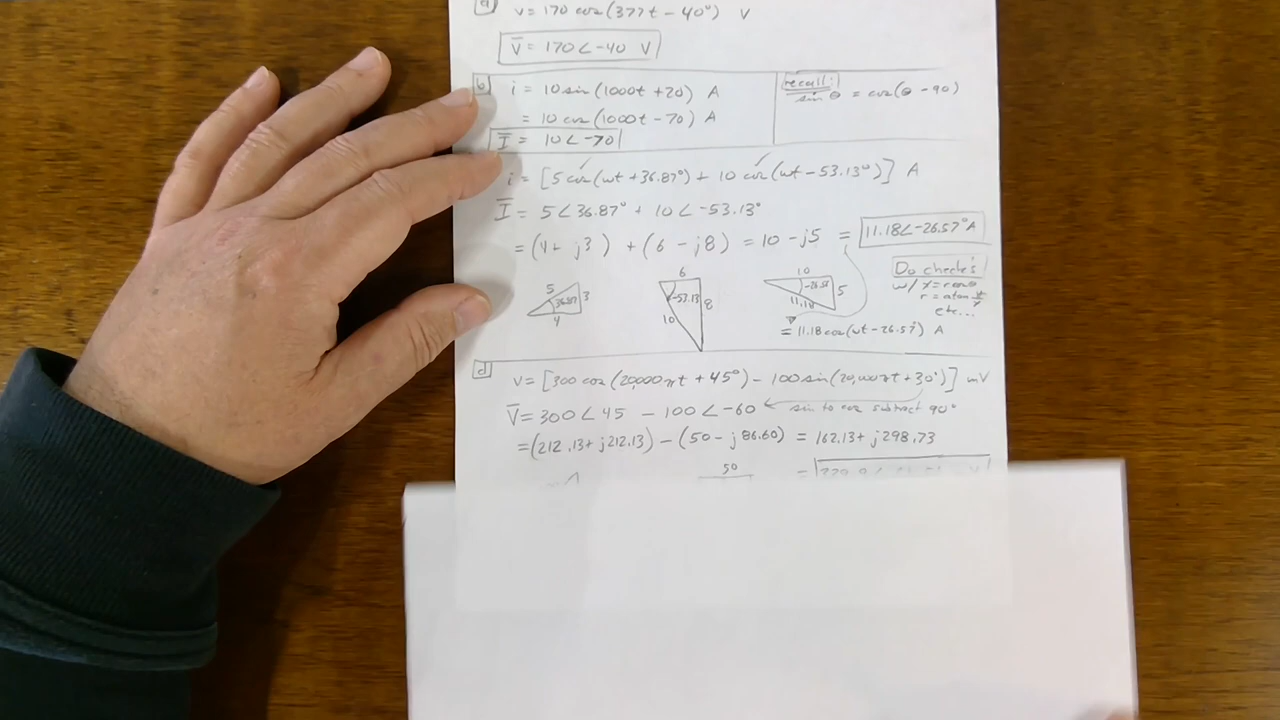 a
v = 170 cos(377t - 40°) V
V̅ = 170∠-40 V
b
i = 10 sin(1000t + 20) A
= 10 cos(1000t - 70) A
I̅ = 10∠-70
recall:
sin θ = cos(θ - 90)
i = [5 cos(ωt + 36.87°) + 10 cos(ωt - 53.13°)] A
I̅ = 5∠36.87° + 10∠-53.13°
= (4 + j3) + (6 - j8) = 10 - j5 = 11.18∠-26.57° A
5 36.87 3
4
6
-53.13 8
10
10
-26.57 5
11.18
Do check's
w/ x = r cos θ
r = atan y/x
etc...
= 11.18 cos(ωt - 26.57) A
d
v = [300 cos(20,000πt + 45°) - 100 sin(20,000πt + 30°)] mV
V̅ = 300∠45 - 100∠-60 ← sin to cos subtract 90°
= (212.13 + j212.13) - (50 - j86.60) = 162.13 + j298.73
50 =